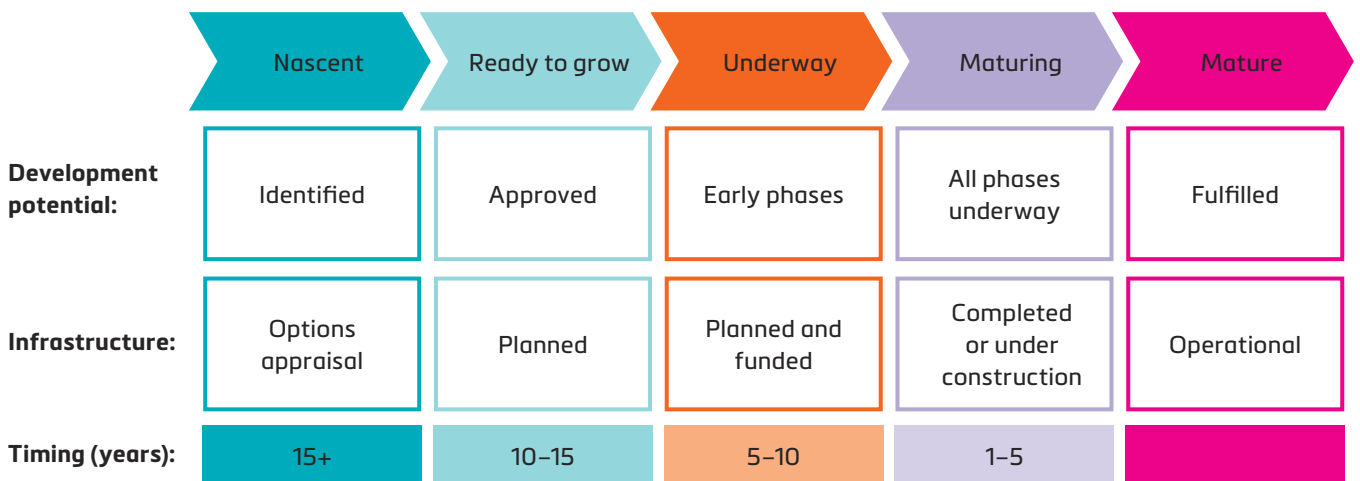 Nascent
Ready to grow
Underway
Maturing
Mature
Development
potential:
Identified
Approved
Early phases
All phases
underway
Fulfilled
Infrastructure:
Options
appraisal
Planned
Planned and
funded
Completed
or under
construction
Operational
Timing (years):
15+
10–15
5–10
1–5